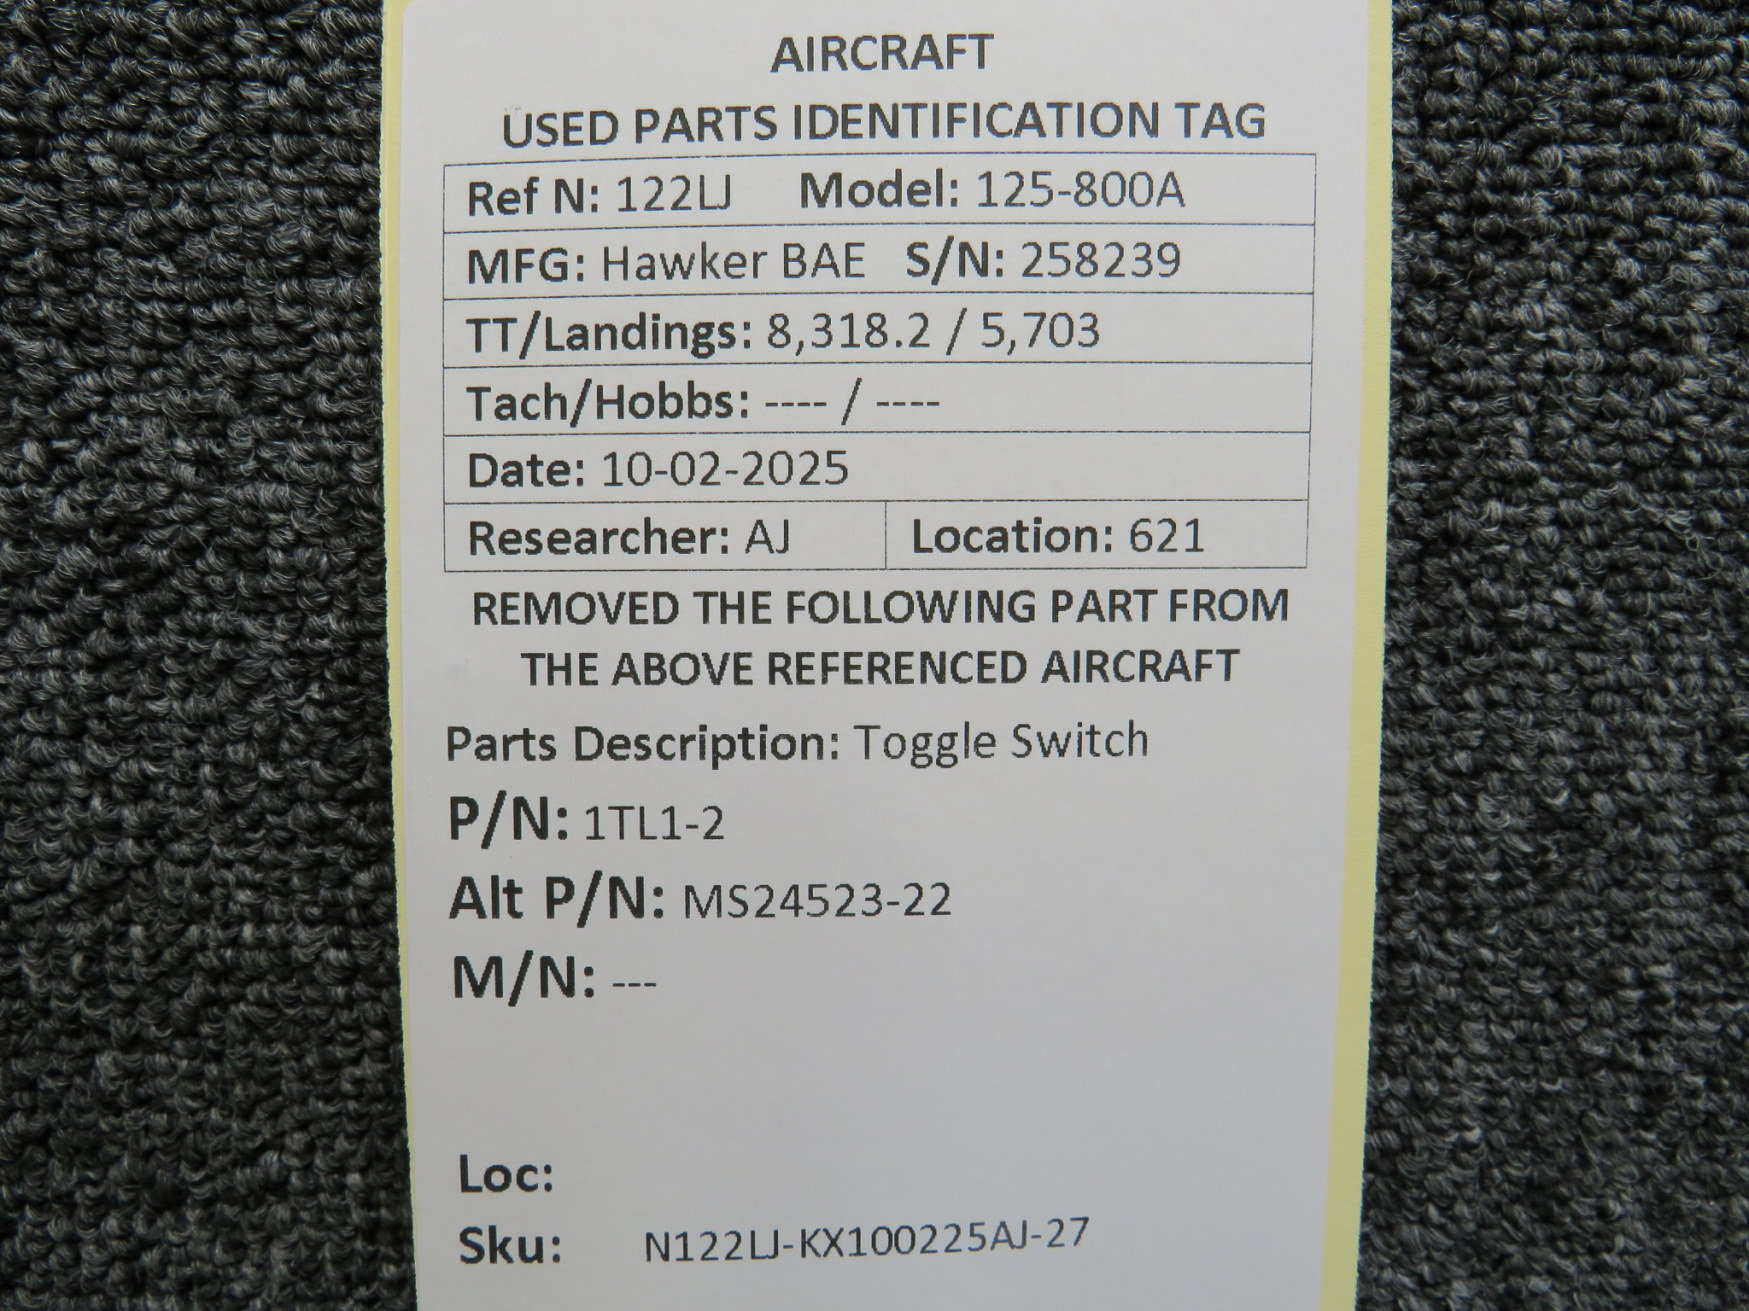 AIRCRAFT
USED PARTS IDENTIFICATION TAG
Ref N: 122LJ Model: 125-800A
MFG: Hawker BAE S/N: 258239
TT/Landings: 8,318.2 / 5,703
Tach/Hobbs: ---- / ----
Date: 10-02-2025
Researcher: AJ Location: 621
REMOVED THE FOLLOWING PART FROM
THE ABOVE REFERENCED AIRCRAFT
Parts Description: Toggle Switch
P/N: 1TL1-2
Alt P/N: MS24523-22
M/N: ---
Loc:
Sku: N122LJ-KX100225AJ-27